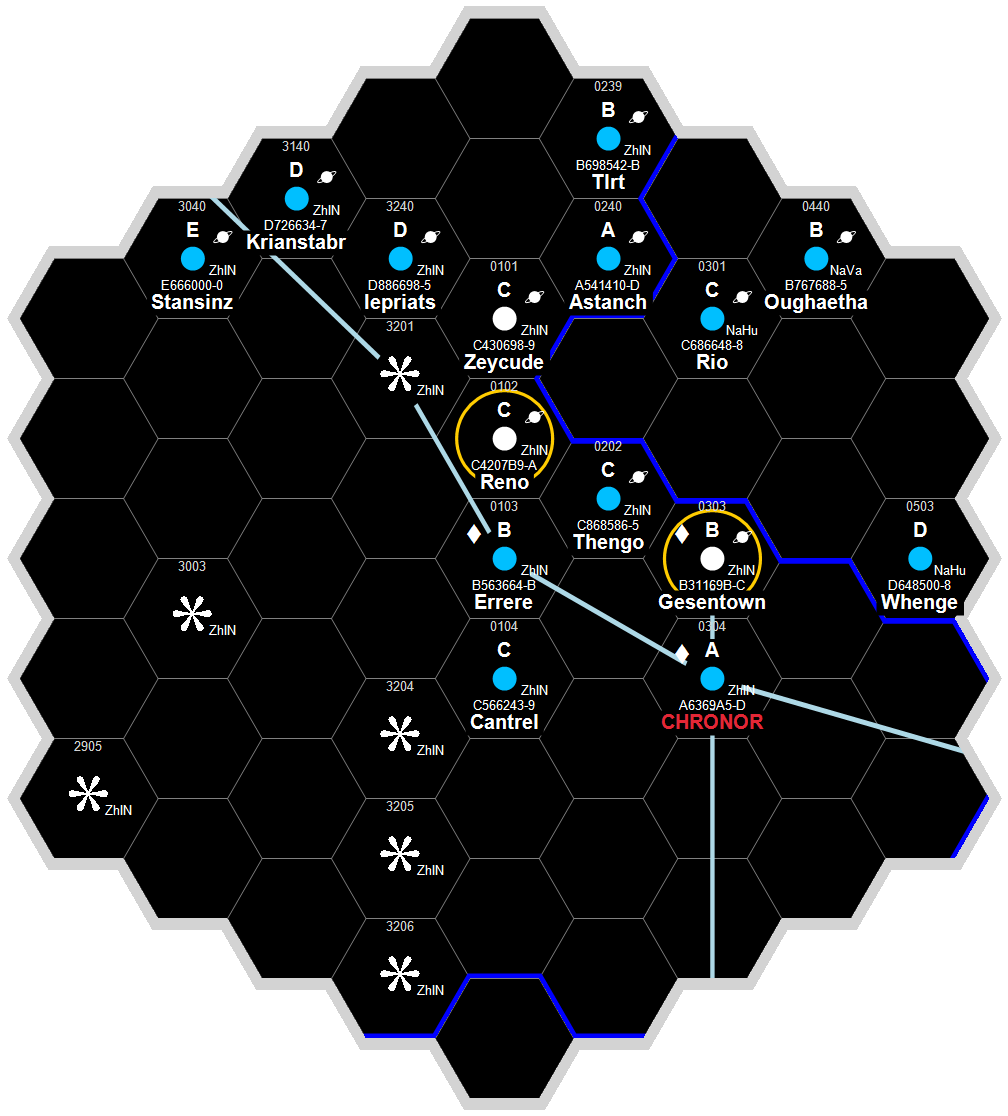 0239
B
ZhIN
B698542-B
Tlrt
3140
D
ZhIN
D726634-7
Krianstabr
3040
E
ZhIN
E666000-0
Stansinz
3240
D
ZhIN
D886698-5
Iepriats
0240
A
ZhIN
A541410-D
Astanch
0440
B
NaVa
B767688-5
Oughaetha
0101
C
ZhIN
C430698-9
Zeycude
0301
C
NaHu
C686648-8
Rio
3201
ZhIN
0102
C
ZhIN
C4207B9-A
Reno
0202
C
ZhIN
C868586-5
Thengo
0103
B
ZhIN
B563664-B
Errere
0303
B
ZhIN
B31169B-C
Gesentown
0503
D
NaHu
D648500-8
Whenge
3003
ZhIN
0104
C
ZhIN
C566243-9
Cantrel
0304
A
ZhIN
A6369A5-D
CHRONOR
3204
ZhIN
2905
ZhIN
3205
ZhIN
3206
ZhIN